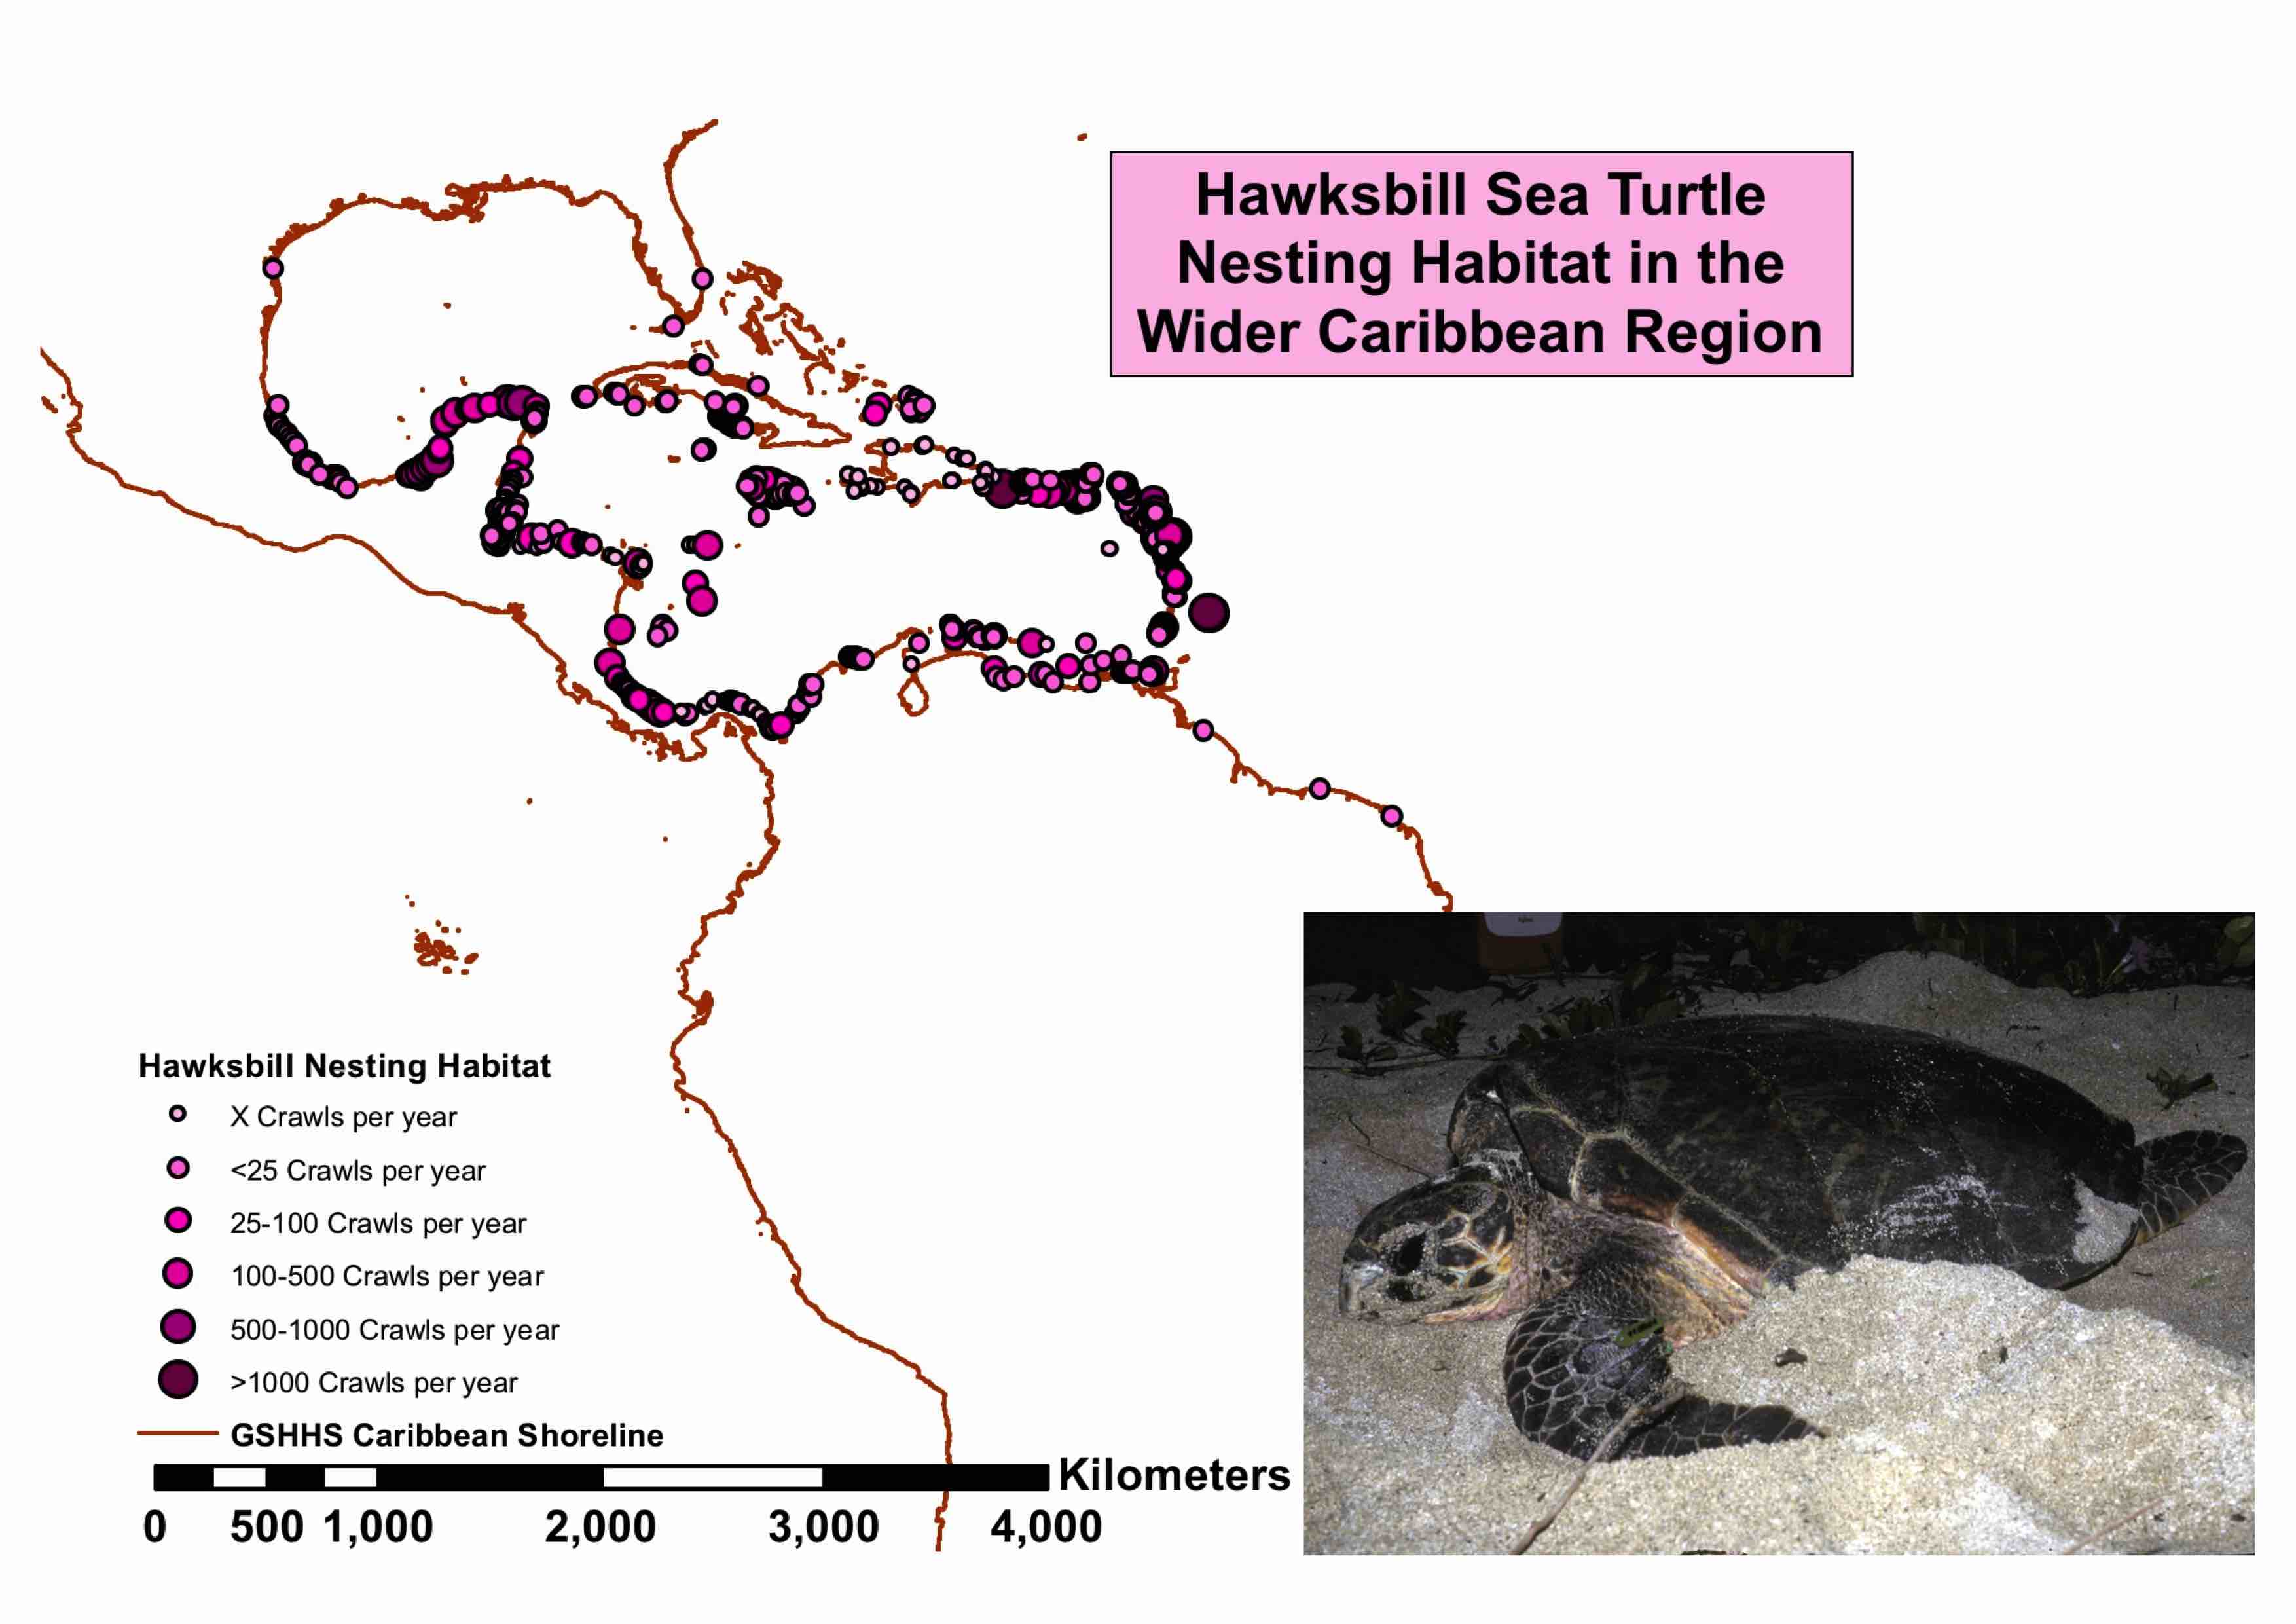 Hawksbill Sea Turtle
Nesting Habitat in the
Wider Caribbean Region
Hawksbill Nesting Habitat
X Crawls per year
<25 Crawls per year
25-100 Crawls per year
100-500 Crawls per year
500-1000 Crawls per year
>1000 Crawls per year
GSHHS Caribbean Shoreline
Kilometers
0 500 1,000 2,000 3,000 4,000